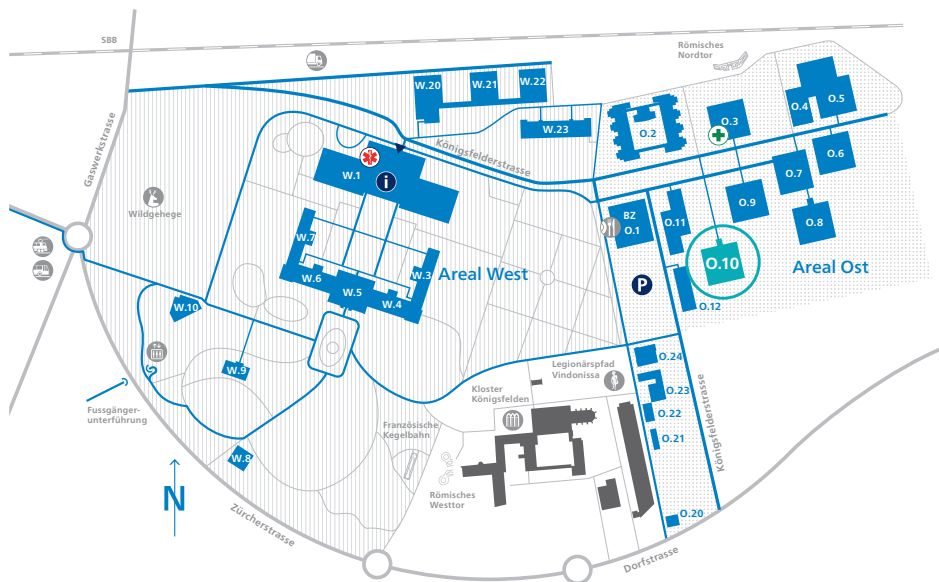 SBB
Römisches
Nordtor
W.20
W.21
W.22
W.23
O.2
O.3
O.4
O.5
O.6
Gaswerkstrasse
Königsfelderstrasse
W.1
i
Wildgehege
W.7
W.3
W.6
W.5
W.4
Areal West
BZ
O.1
O.11
O.9
O.7
O.8
O.10
Areal Ost
P
O.12
W.10
W.9
W.8
Fussgänger-
unterführung
N
Zürcherstrasse
Französische
Kegelbahn
Kloster
Königsfelden
Legionärspfad
Vindonissa
Römisches
Westtor
O.24
O.23
O.22
O.21
O.20
Königsfelderstrasse
Dorfstrasse